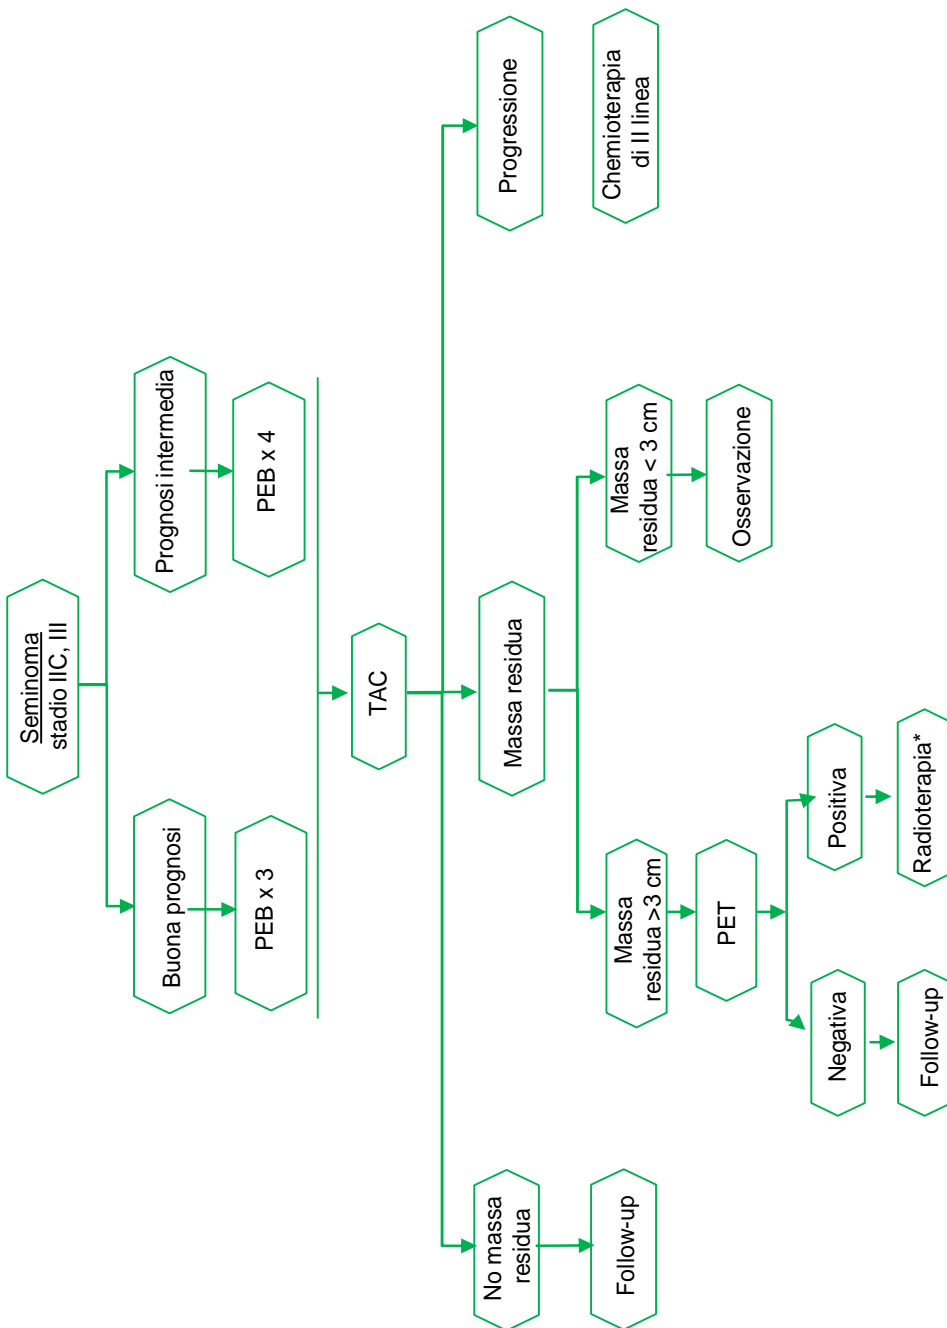 Seminoma
stadio IIC, III
Buona prognosi
Prognosi intermedia
PEB x 3
PEB x 4
TAC
No massa
residua
Massa residua
Progressione
Follow-up
Massa
residua >3 cm
Massa
residua < 3 cm
Chemioterapia
di II linea
PET
Osservazione
Negativa
Positiva
Follow-up
Radioterapia*